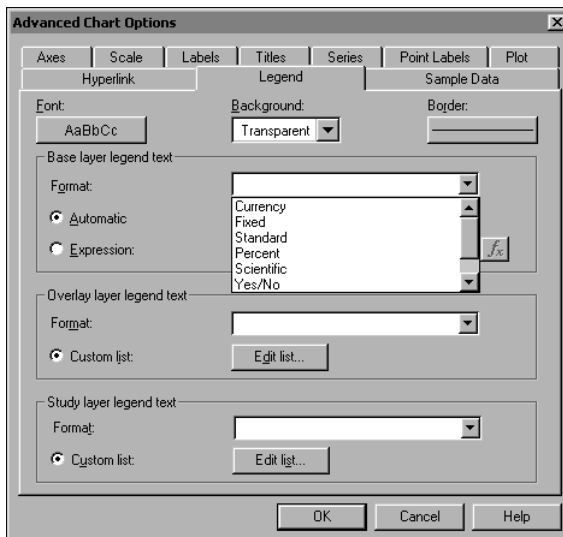 Advanced Chart Options
Axes Scale Labels Titles Series Point Labels Plot
Hyperlink Legend Sample Data
Font: Background: Border:
AaBbCc Transparent
Base layer legend text
Format:
Currency
Automatic
Fixed
Standard
Expression:
Percent
fx
Scientific
Yes/No
Overlay layer legend text
Format:
Custom list: Edit list...
Study layer legend text
Format:
Custom list: Edit list...
OK Cancel Help